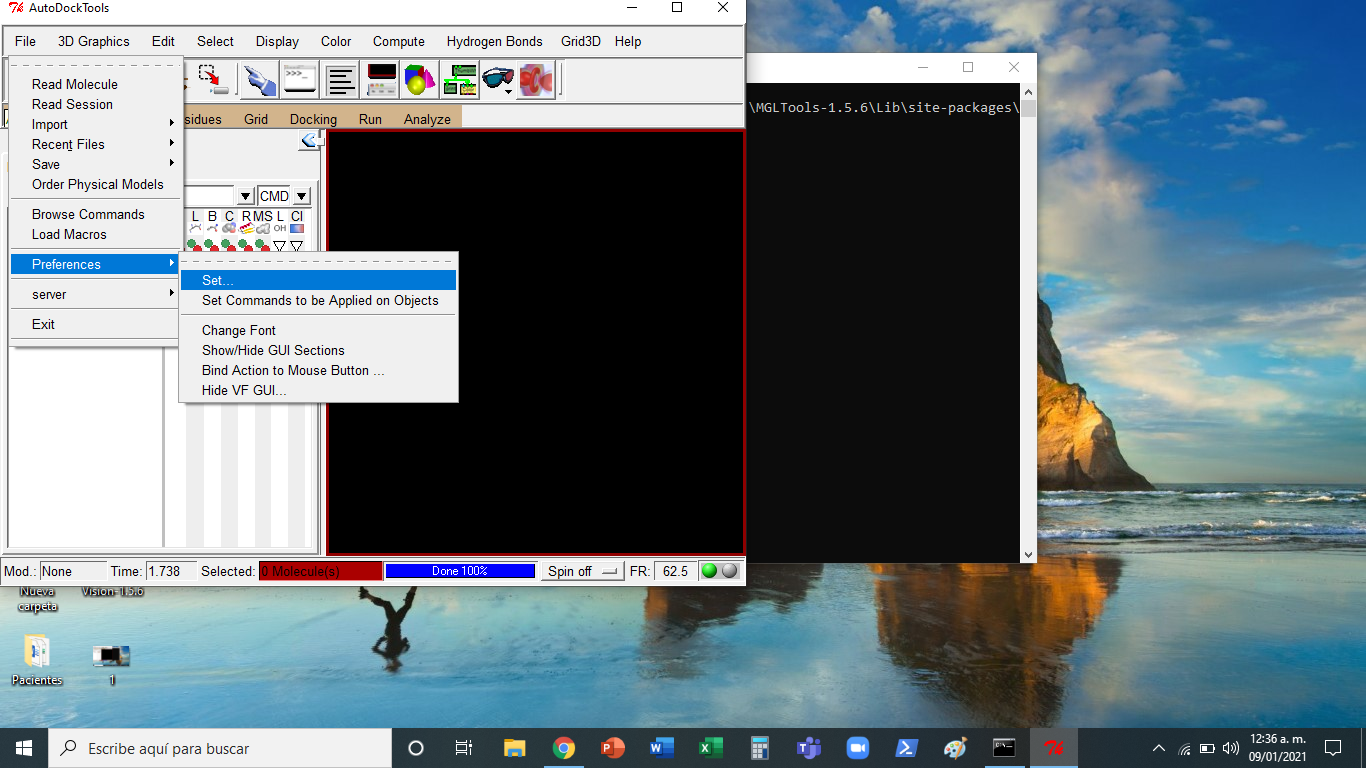 AutoDockTools
File 3D Graphics Edit Select Display Color Compute Hydrogen Bonds Grid3D Help
Read Molecule
Read Session
Import
Recent Files
Save
Order Physical Models
Browse Commands
Load Macros
Preferences
server
Exit
Set...
Set Commands to be Applied on Objects
Change Font
Show/Hide GUI Sections
Bind Action to Mouse Button ...
Hide VF GUI...
>>>
sidues Grid Docking Run Analyze
CMD
L B C R MS L Cl
OH
\MGLTools-1.5.6\Lib\site-packages\
Mod.: None Time: 1.738 Selected: 0 Molecule(s) Done 100% Spin off FR: 62.5
Nueva
carpeta
Vision-1.5.6
Pacientes
1
Escribe aquí para buscar
12:36 a. m.
09/01/2021